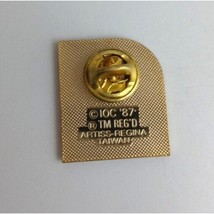 © IOC '87
® TM REG'D
ARTISS-REGINA
TAIWAN